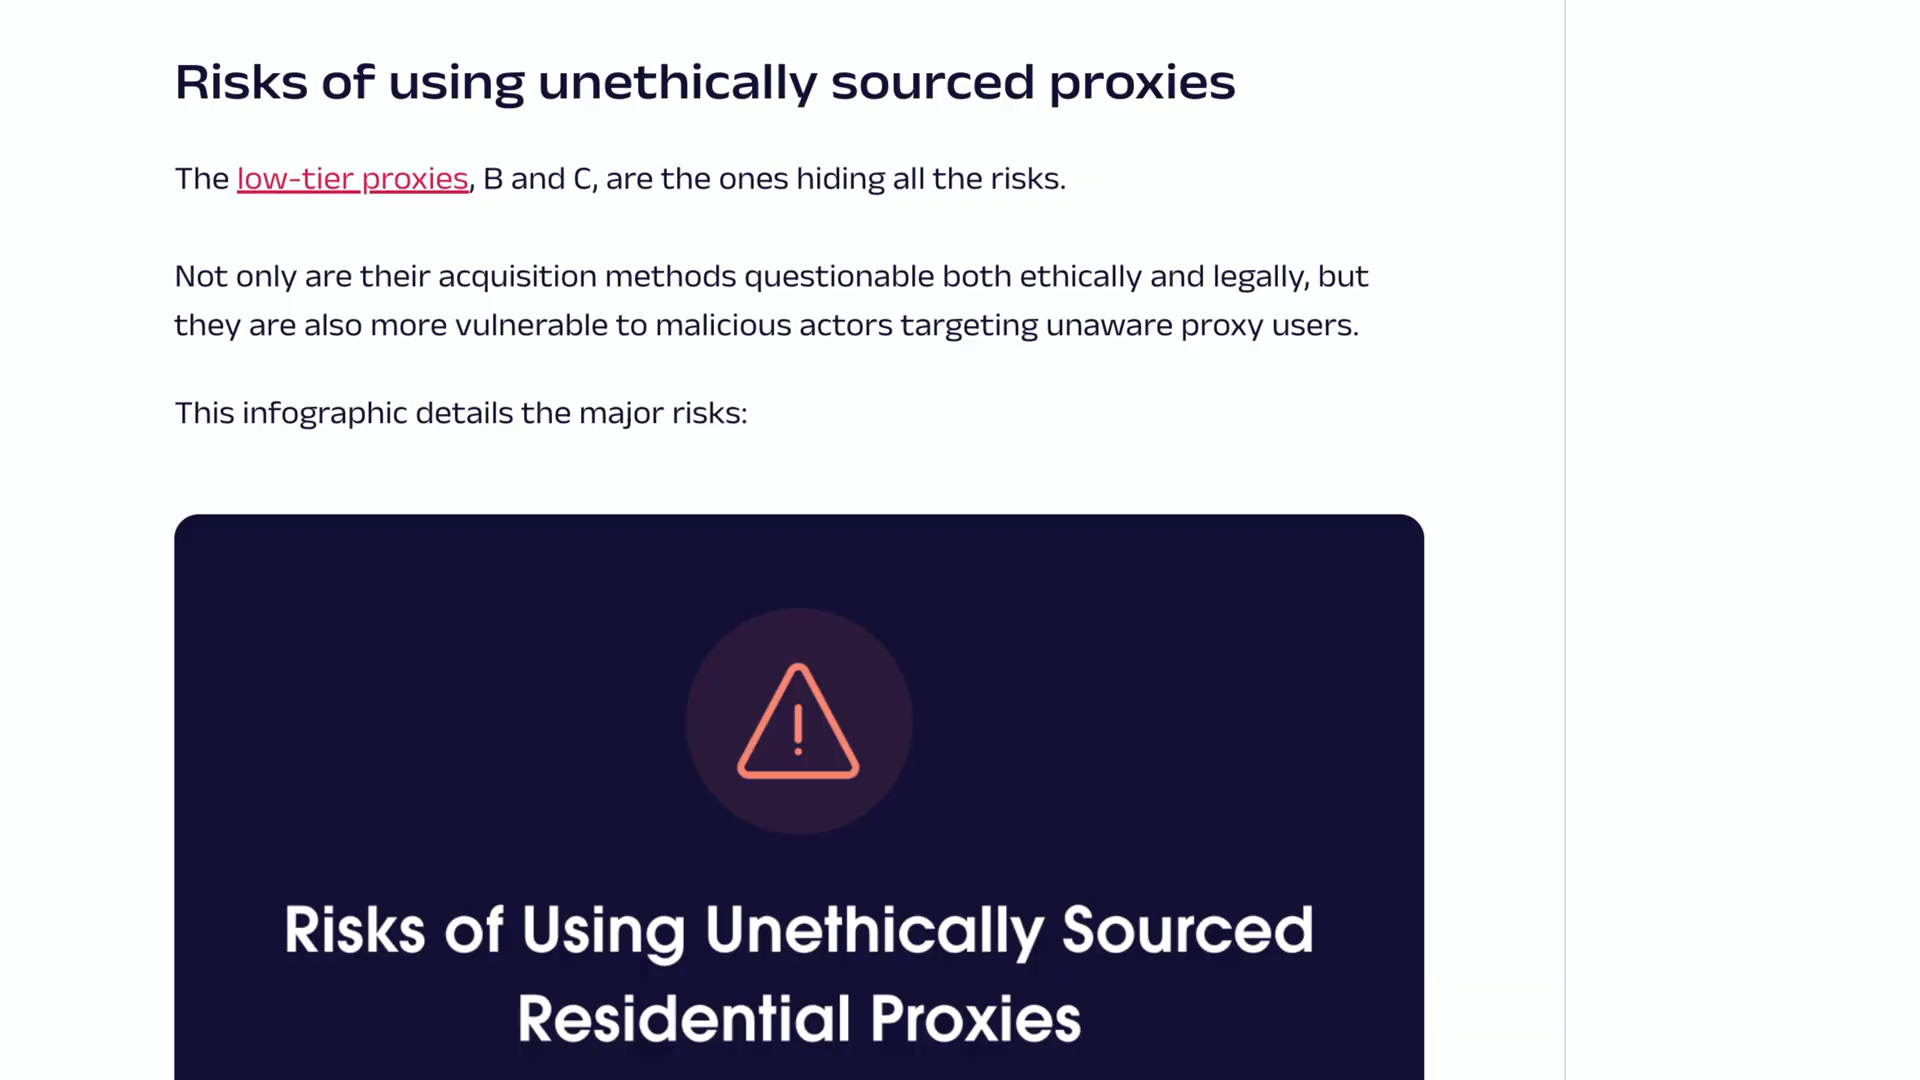 Risks of using unethically sourced proxies
The low-tier proxies, B and C, are the ones hiding all the risks.
Not only are their acquisition methods questionable both ethically and legally, but
they are also more vulnerable to malicious actors targeting unaware proxy users.
This infographic details the major risks:
Risks of Using Unethically Sourced
Residential Proxies